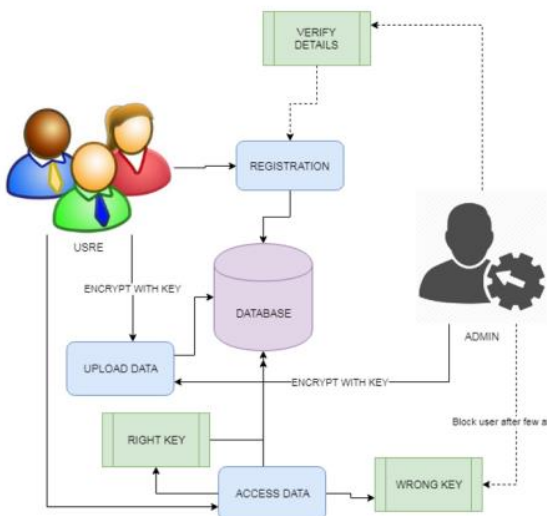 VERIFY
DETAILS
REGISTRATION
USRE
ENCRYPT WITH KEY
DATABASE
ADMIN
UPLOAD DATA
ENCRYPT WITH KEY
Block user after few a
RIGHT KEY
ACCESS DATA
WRONG KEY